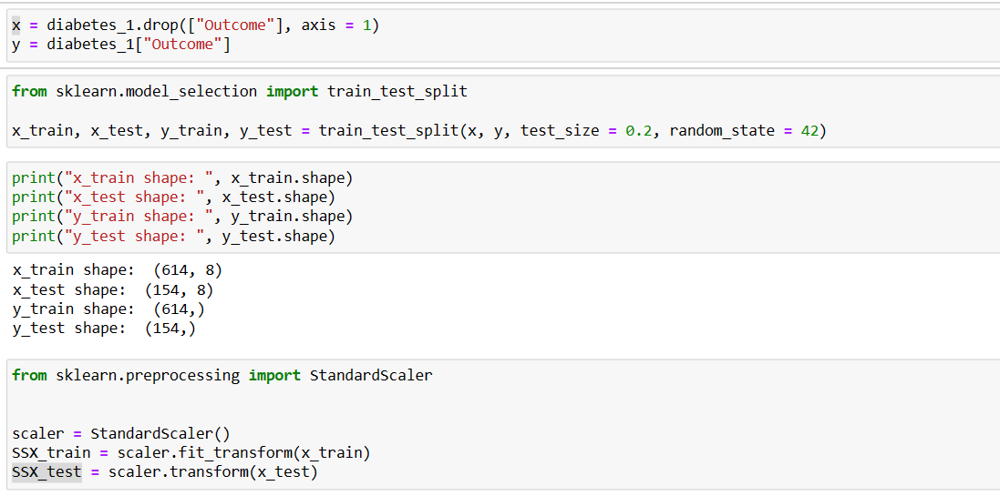 x = diabetes_1.drop(["Outcome"], axis = 1)
y = diabetes_1["Outcome"]
from sklearn.model_selection import train_test_split
x_train, x_test, y_train, y_test = train_test_split(x, y, test_size = 0.2, random_state = 42)
print("x_train shape: ", x_train.shape)
print("x_test shape: ", x_test.shape)
print("y_train shape: ", y_train.shape)
print("y_test shape: ", y_test.shape)
x_train shape:  (614, 8)
x_test shape:  (154, 8)
y_train shape:  (614,)
y_test shape:  (154,)
from sklearn.preprocessing import StandardScaler
scaler = StandardScaler()
SSX_train = scaler.fit_transform(x_train)
SSX_test = scaler.transform(x_test)